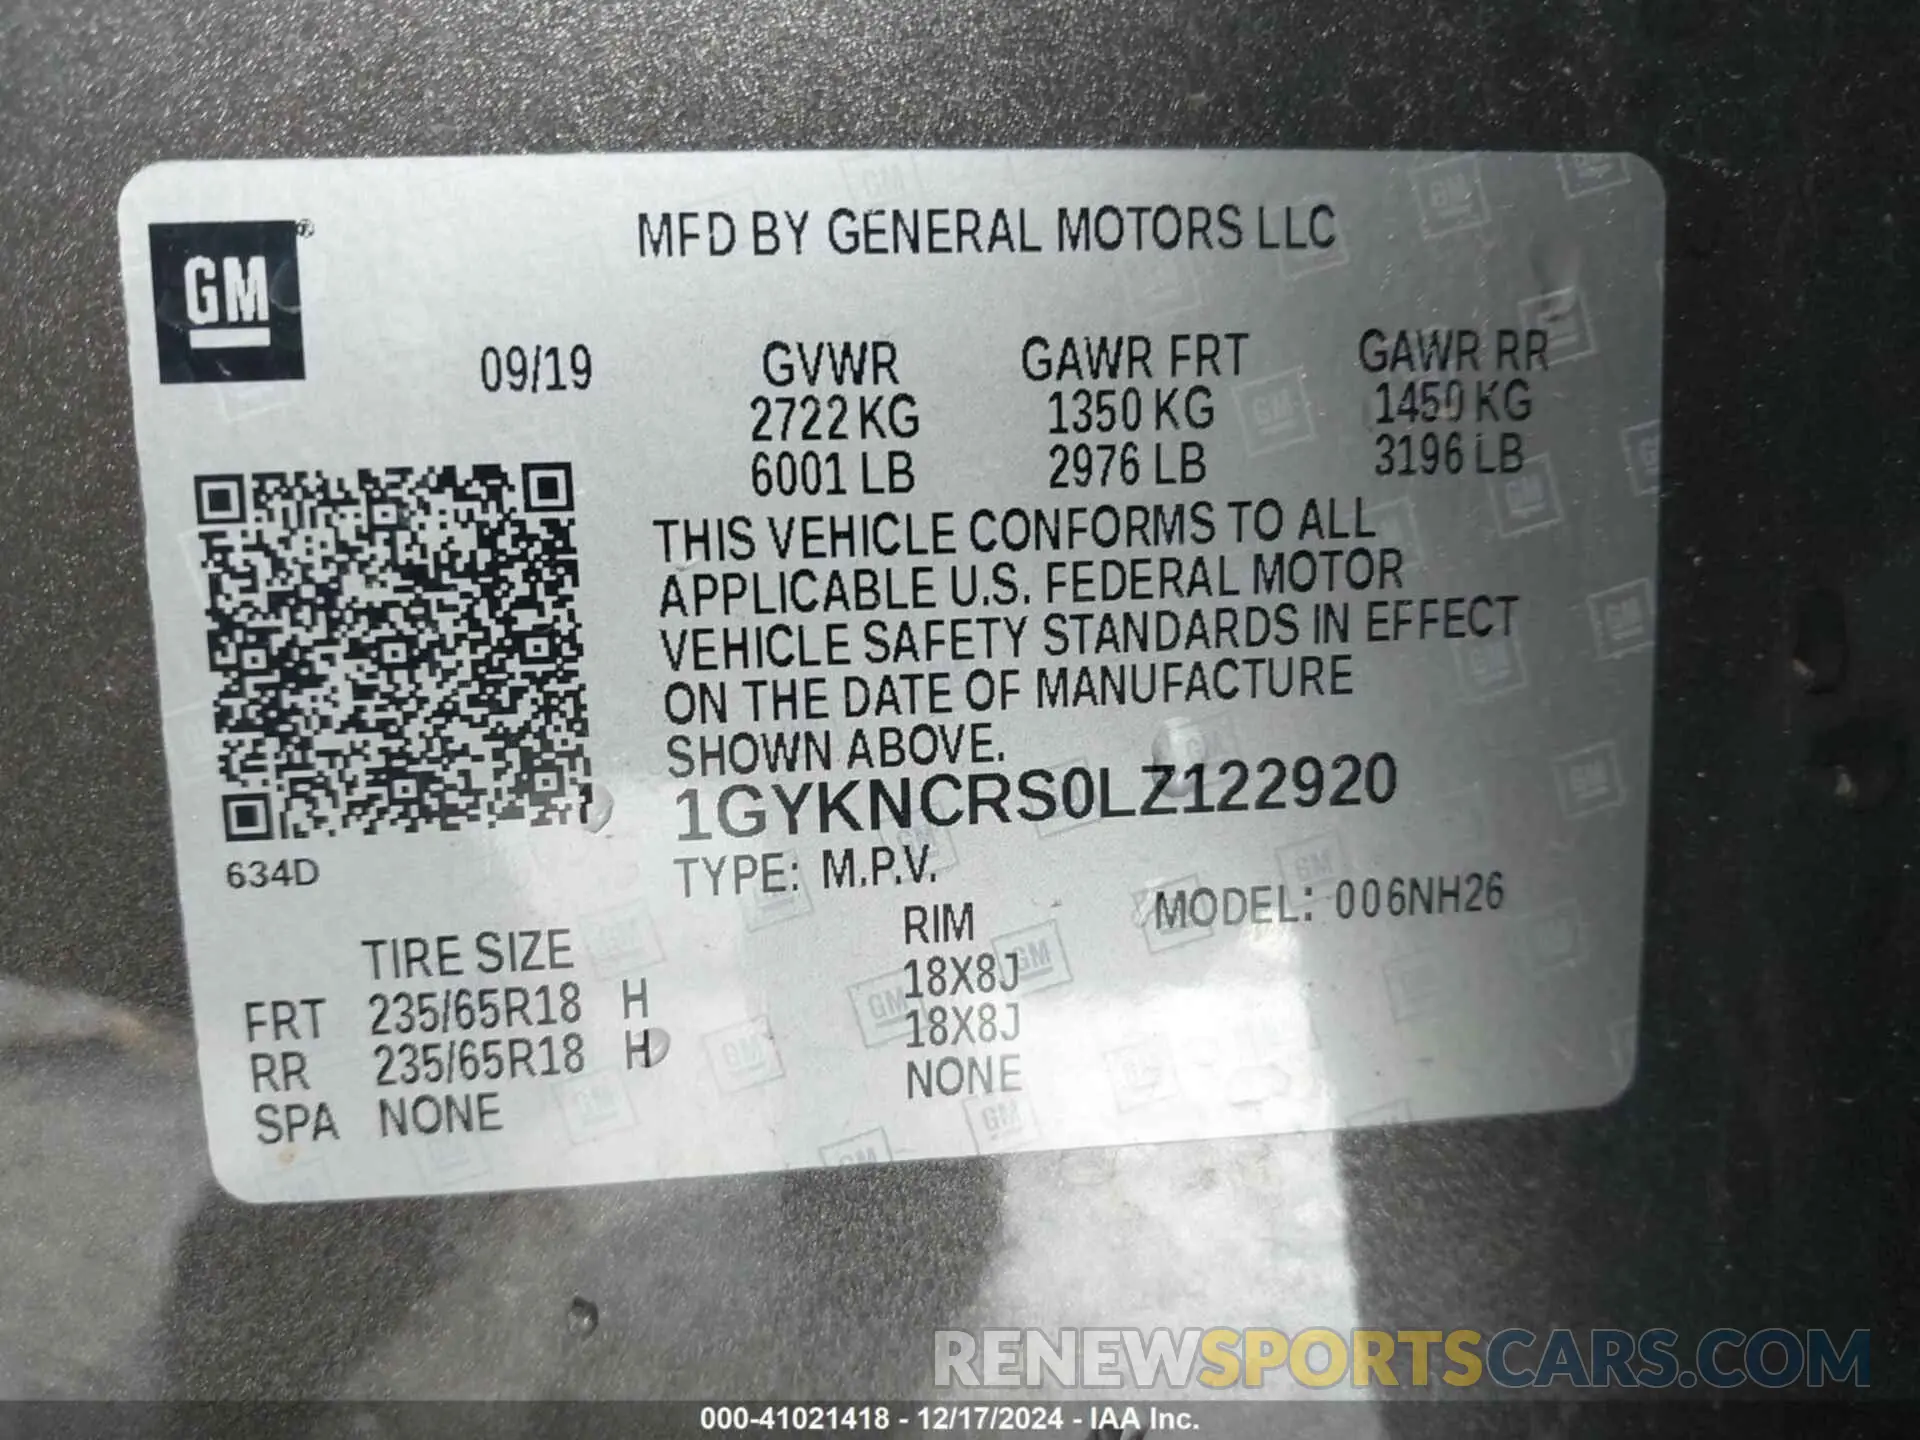 MFD BY GENERAL MOTORS LLC
GM
®
09/19 GVWR GAWR FRT GAWR RR
2722 KG 1350 KG 1450 KG
6001 LB 2976 LB 3196 LB
THIS VEHICLE CONFORMS TO ALL
APPLICABLE U.S. FEDERAL MOTOR
VEHICLE SAFETY STANDARDS IN EFFECT
ON THE DATE OF MANUFACTURE
SHOWN ABOVE.
1GYKNCRS0LZ122920
634D
TYPE: M.P.V. MODEL: 006NH26
TIRE SIZE RIM
FRT 235/65R18 H 18X8J
RR 235/65R18 H 18X8J
SPA NONE NONE
RENEWSPORTSCARS.COM
000-41021418 - 12/17/2024 - IAA Inc.